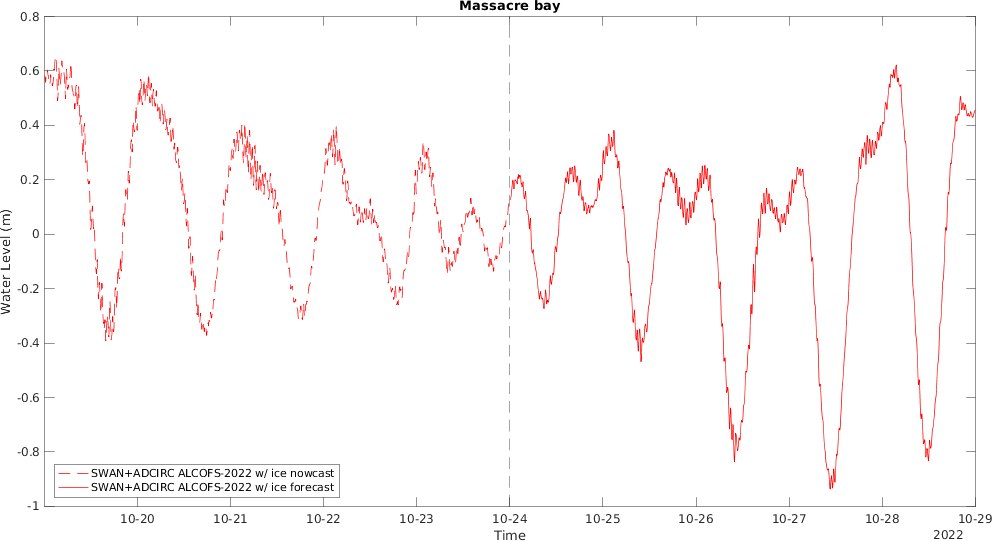 Massacre bay
0.8
0.6
0.4
0.2
0
-0.2
-0.4
-0.6
-0.8
-1
Water Level (m)
SWAN+ADCIRC ALCOFS-2022 w/ ice nowcast
SWAN+ADCIRC ALCOFS-2022 w/ ice forecast
10-20 10-21 10-22 10-23 10-24 10-25 10-26 10-27 10-28 10-29
Time
2022